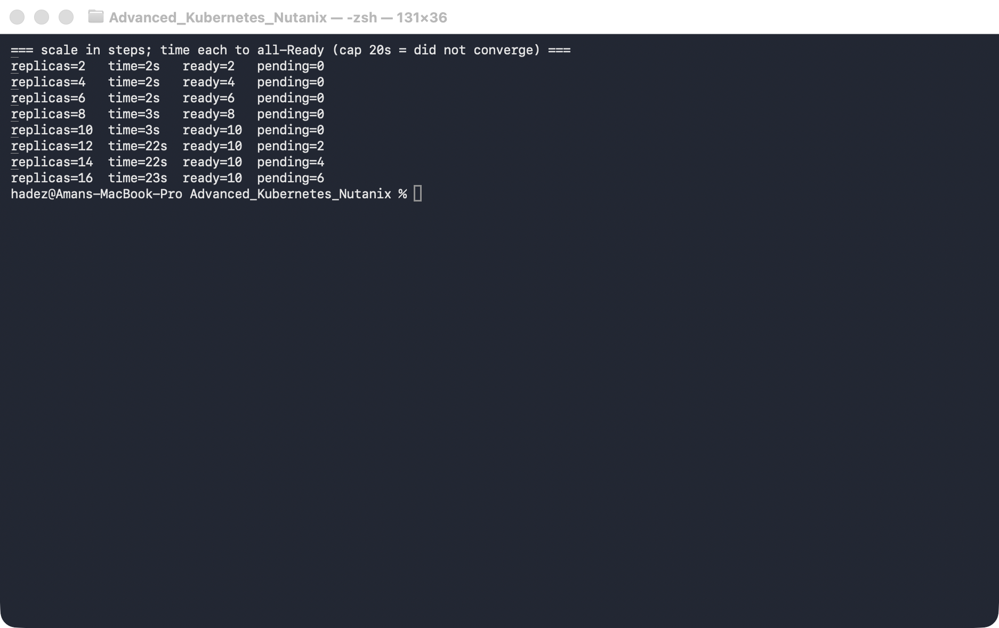 Advanced_Kubernetes_Nutanix — -zsh — 131×36
=== scale in steps; time each to all-Ready (cap 20s = did not converge) ===
replicas=2   time=2s   ready=2   pending=0
replicas=4   time=2s   ready=4   pending=0
replicas=6   time=2s   ready=6   pending=0
replicas=8   time=3s   ready=8   pending=0
replicas=10  time=3s   ready=10  pending=0
replicas=12  time=22s  ready=10  pending=2
replicas=14  time=22s  ready=10  pending=4
replicas=16  time=23s  ready=10  pending=6
hadez@Amans-MacBook-Pro Advanced_Kubernetes_Nutanix %